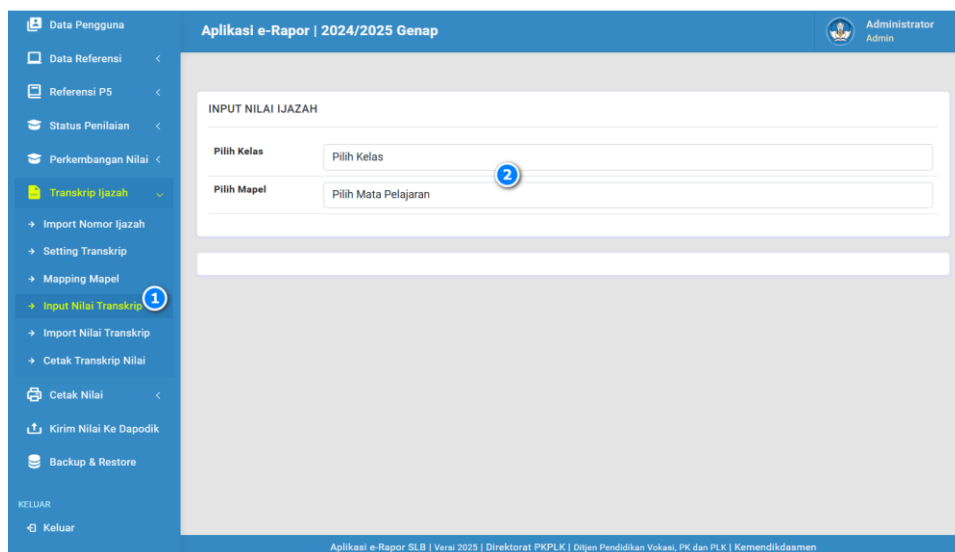 Data Pengguna
Data Referensi
Referensi P5
Status Penilaian
Perkembangan Nilai
Transkrip Ijazah
Import Nomor Ijazah
Setting Transkrip
Mapping Mapel
Input Nilai Transkrip
1
Import Nilai Transkrip
Cetak Transkrip Nilai
Cetak Nilai
Kirim Nilai Ke Dapodik
Backup & Restore
KELUAR
Keluar
Aplikasi e-Rapor | 2024/2025 Genap
Administrator
Admin
INPUT NILAI IJAZAH
Pilih Kelas
Pilih Kelas
2
Pilih Mapel
Pilih Mata Pelajaran
Aplikasi e-Rapor SLB | Versi 2025 | Direktorat PKPLK | Ditjen Pendidikan Vokasi, PK dan PLK | Kemendikdasmen